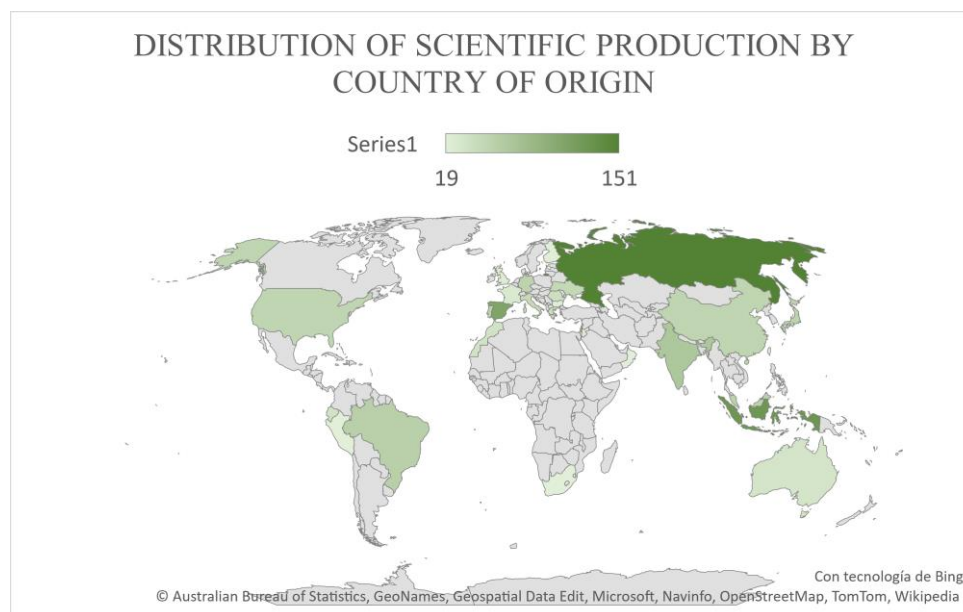 DISTRIBUTION OF SCIENTIFIC PRODUCTION BY
COUNTRY OF ORIGIN
Series1
19 151
Con tecnología de Bing
© Australian Bureau of Statistics, GeoNames, Geospatial Data Edit, Microsoft, Navinfo, OpenStreetMap, TomTom, Wikipedia